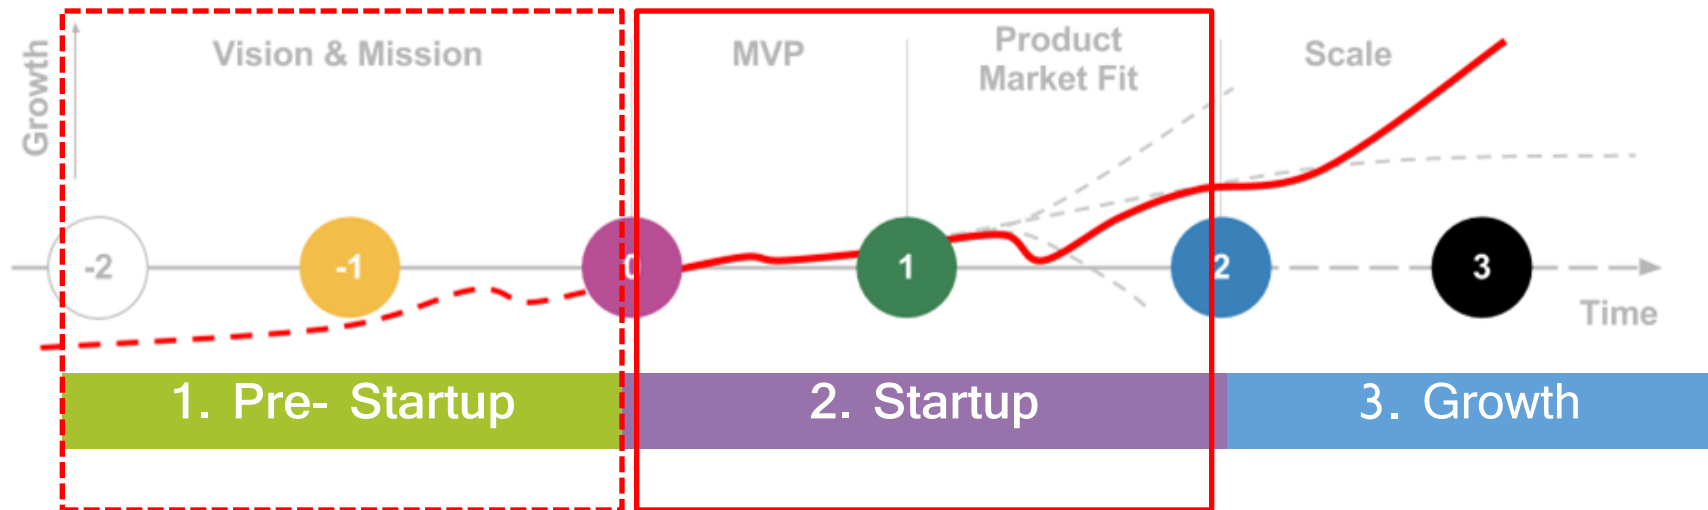 Growth
Vision & Mission
MVP
Product
Market Fit
Scale
-2
-1
0
1
2
3
Time
1. Pre- Startup
2. Startup
3. Growth